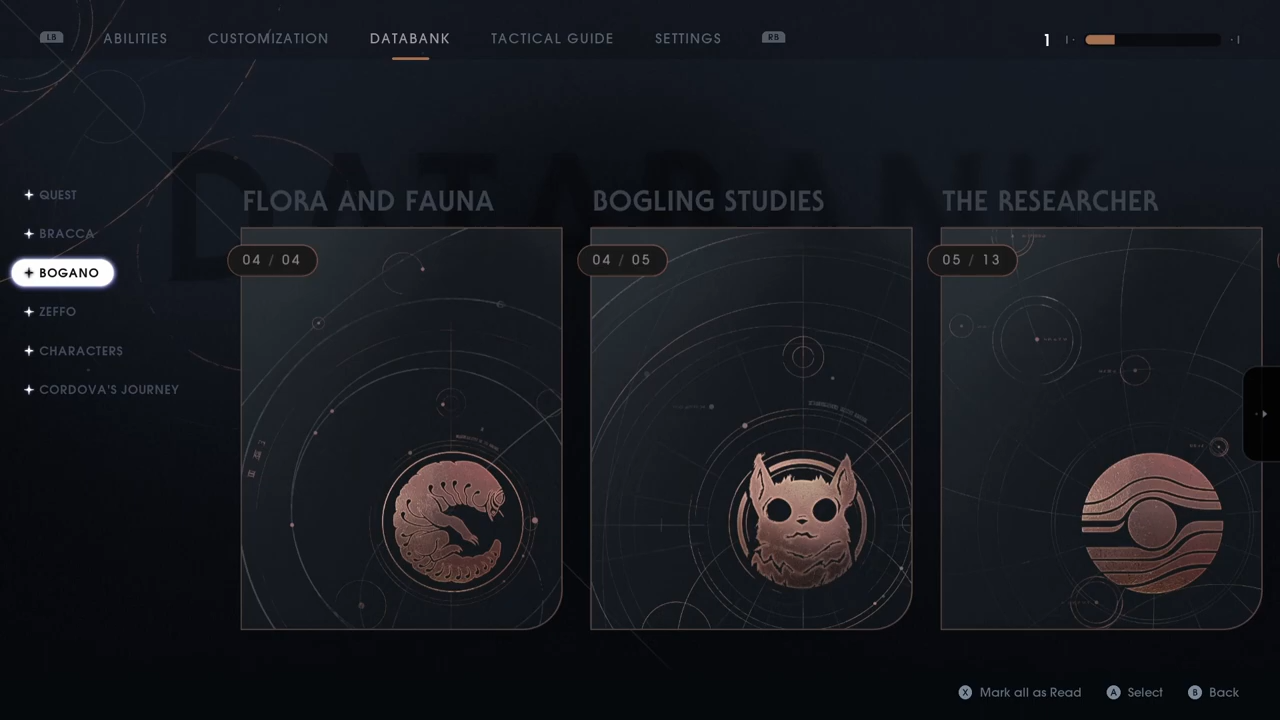 LB ABILITIES CUSTOMIZATION DATABANK TACTICAL GUIDE SETTINGS RB 1
DATABANK
QUEST
BRACCA
BOGANO
ZEFFO
CHARACTERS
CORDOVA'S JOURNEY
FLORA AND FAUNA
04 / 04
BOGLING STUDIES
04 / 05
THE RESEARCHER
05 / 13
X Mark all as Read A Select B Back